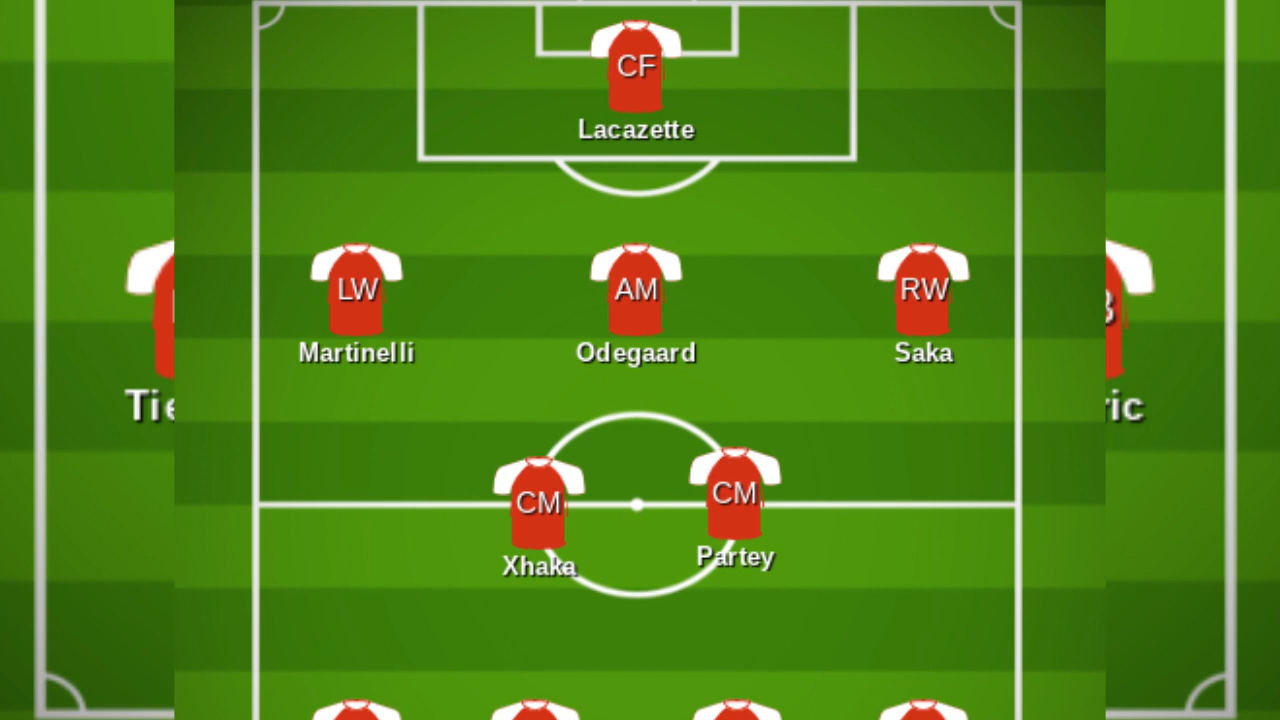 CF
Lacazette
LW
AM
RW
Martinelli
Odegaard
Saka
CM
CM
Xhaka
Partey